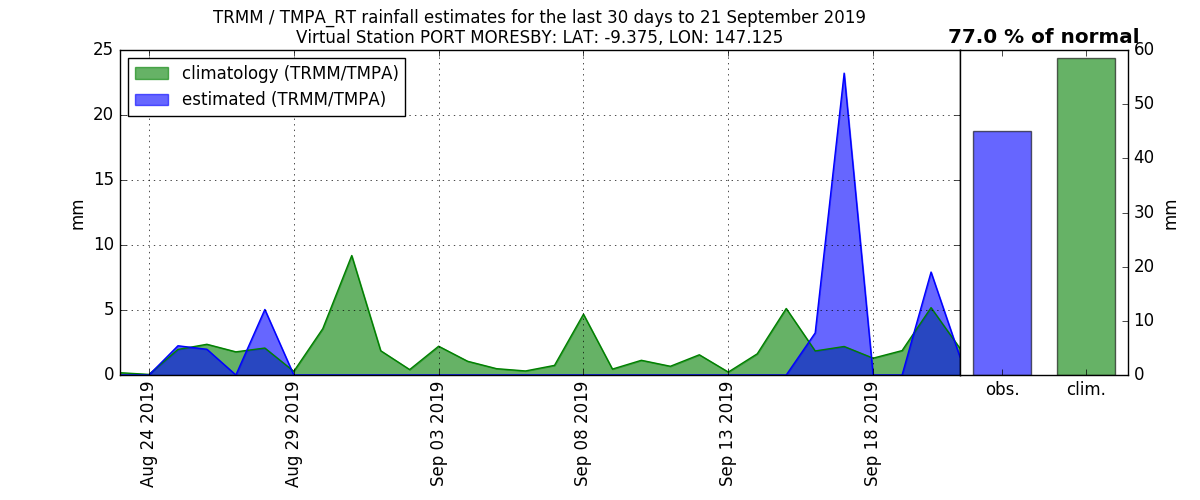 TRMM / TMPA_RT rainfall estimates for the last 30 days to 21 September 2019
Virtual Station PORT MORESBY: LAT: -9.375, LON: 147.125
77.0 % of normal
climatology (TRMM/TMPA)
estimated (TRMM/TMPA)
25
20
15
10
5
0
mm
Aug 24 2019
Aug 29 2019
Sep 03 2019
Sep 08 2019
Sep 13 2019
Sep 18 2019
obs.
clim.
60
50
40
30
20
10
0
mm